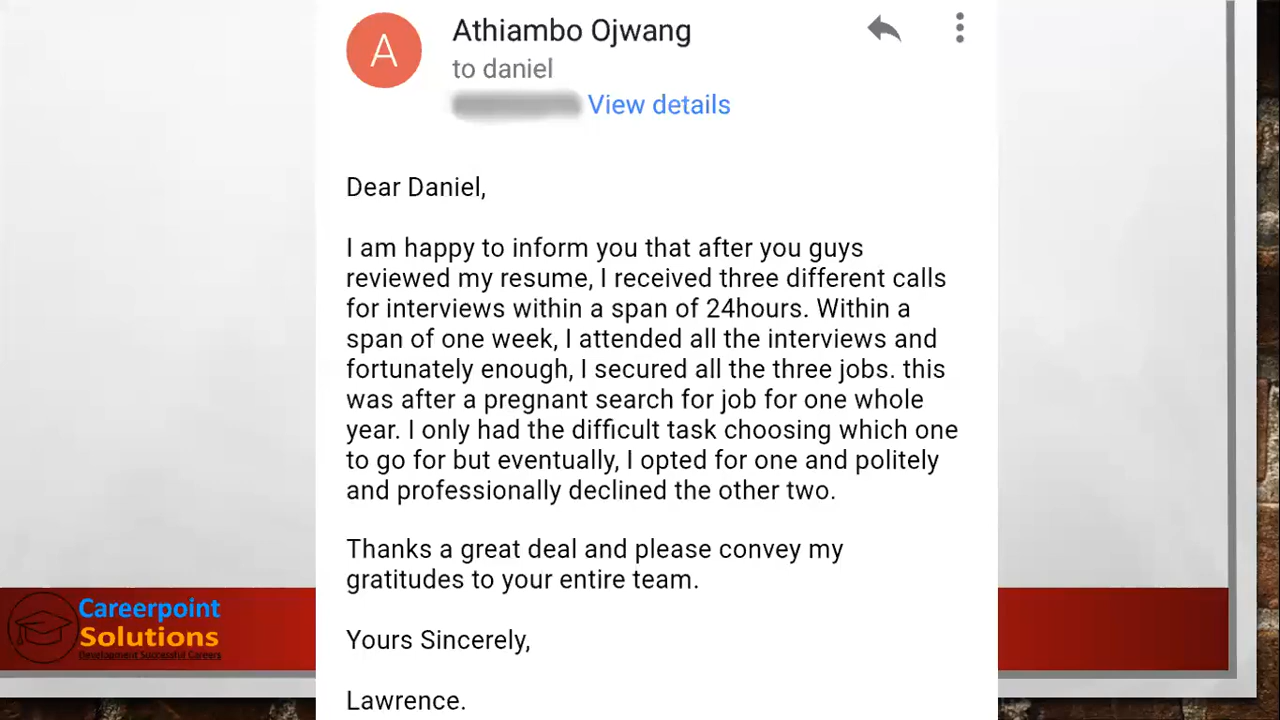 A
Athiambo Ojwang
to daniel
View details
Dear Daniel,
I am happy to inform you that after you guys
reviewed my resume, I received three different calls
for interviews within a span of 24hours. Within a
span of one week, I attended all the interviews and
fortunately enough, I secured all the three jobs. this
was after a pregnant search for job for one whole
year. I only had the difficult task choosing which one
to go for but eventually, I opted for one and politely
and professionally declined the other two.
Thanks a great deal and please convey my
gratitudes to your entire team.
Yours Sincerely,
Lawrence.
Careerpoint
Solutions
Development Successful Careers